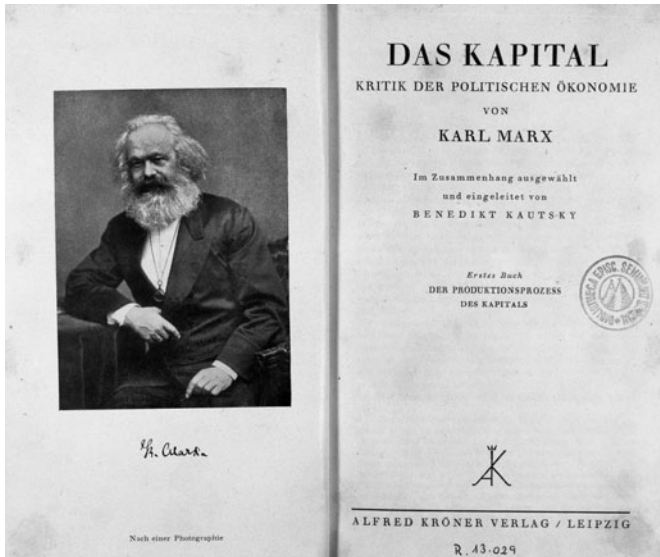 Nach einer Photographie
DAS KAPITAL
KRITIK DER POLITISCHEN ÖKONOMIE
VON
KARL MARX
Im Zusammenhang ausgewählt
und eingeleitet von
BENEDIKT KAUTSKY
Erstes Buch
DER PRODUKTIONSPROZESS
DES KAPITALS
ALFRED KRÖNER VERLAG / LEIPZIG
R. 13.029